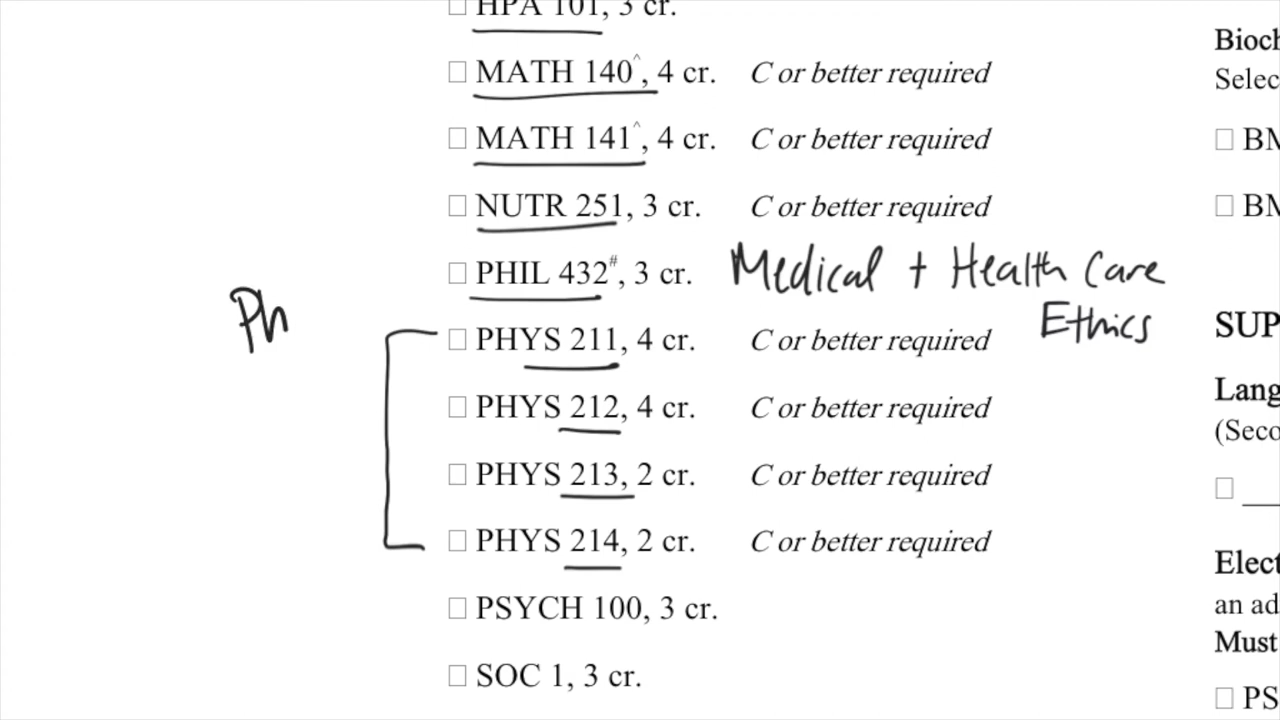 ☐ HPA 101, 3 cr.
☐ MATH 140^, 4 cr. C or better required
☐ MATH 141^, 4 cr. C or better required
☐ NUTR 251, 3 cr. C or better required
☐ PHIL 432#, 3 cr. Medical + Health Care
Ethics
Ph
☐ PHYS 211, 4 cr. C or better required
☐ PHYS 212, 4 cr. C or better required
☐ PHYS 213, 2 cr. C or better required
☐ PHYS 214, 2 cr. C or better required
☐ PSYCH 100, 3 cr.
☐ SOC 1, 3 cr.
Bioch
Selec
☐ BM
☐ BM
SUP
Lang
(Seco
☐ __
Elect
an ad
Must
☐ PS